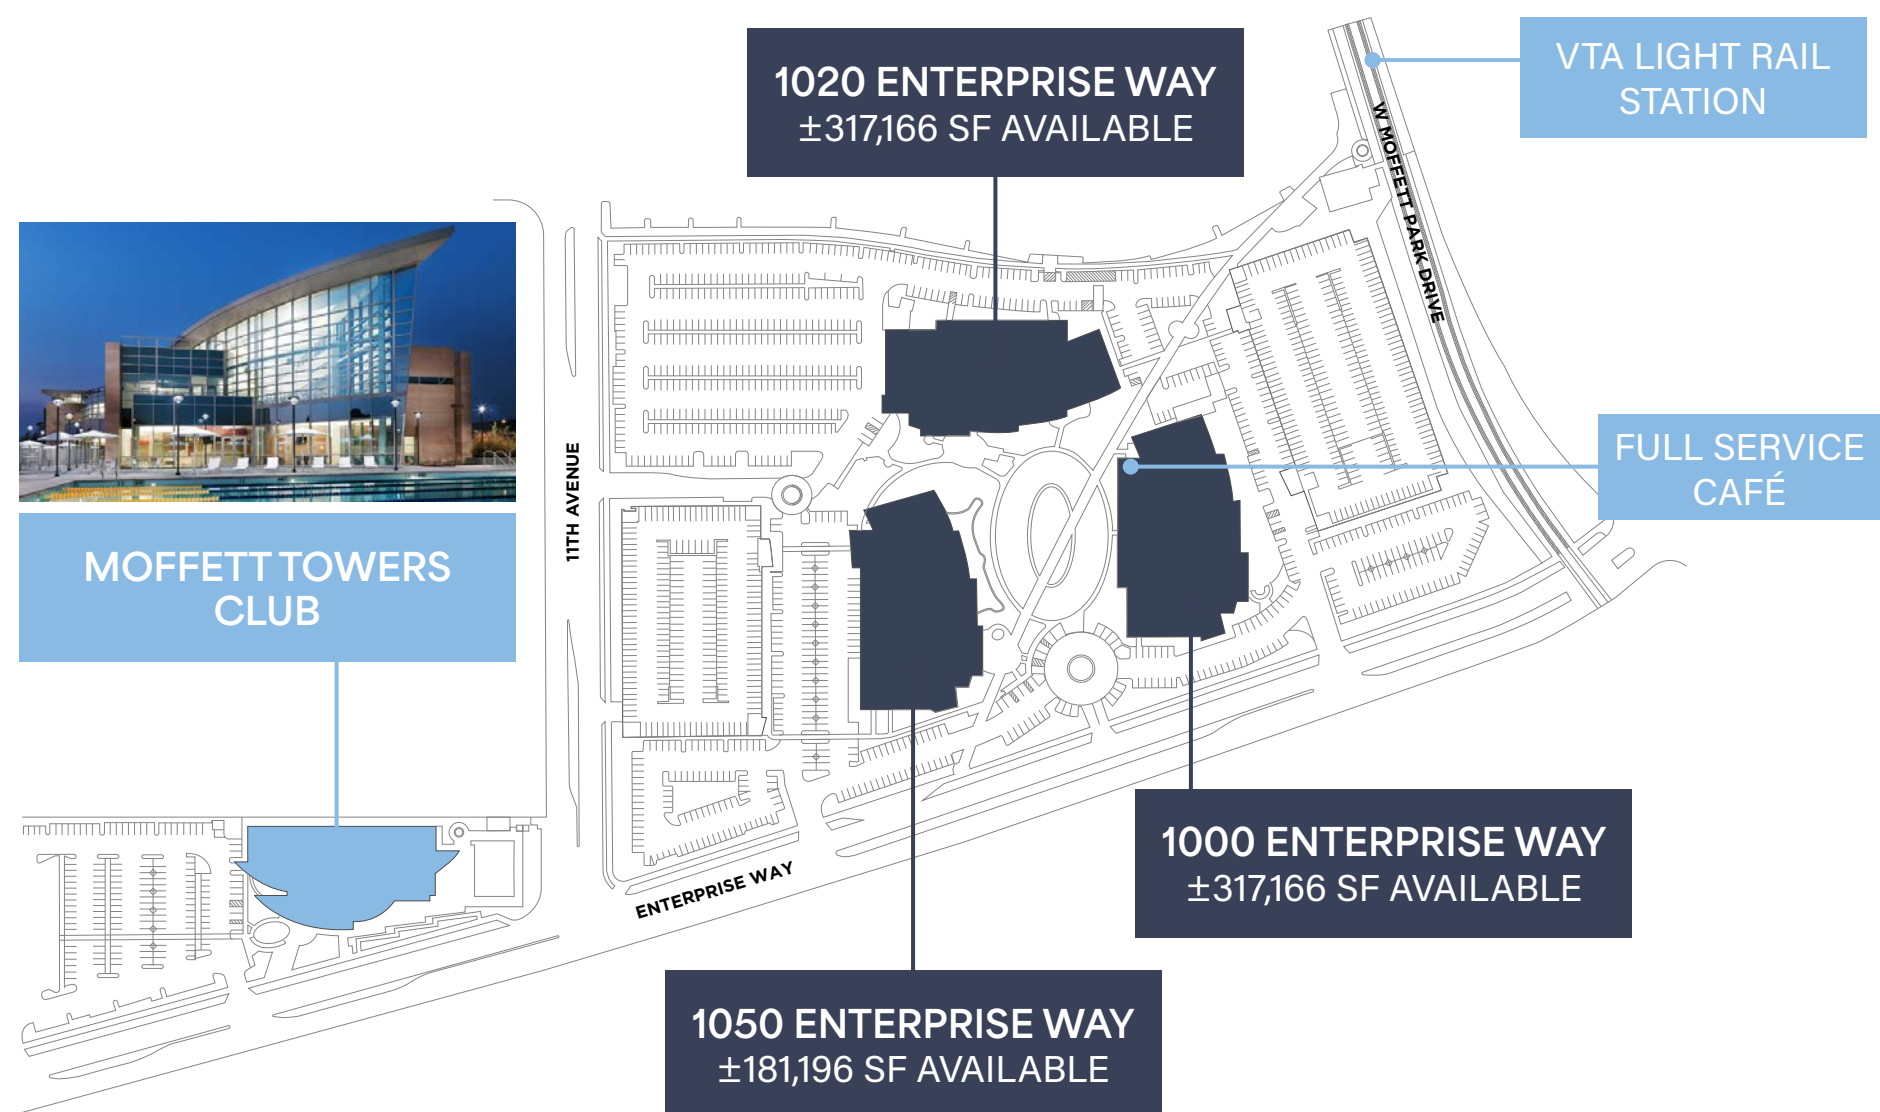 1020 ENTERPRISE WAY
±317,166 SF AVAILABLE
VTA LIGHT RAIL
STATION
W MOFFETT PARK DRIVE
MOFFETT TOWERS
CLUB
11TH AVENUE
FULL SERVICE
CAFÉ
ENTERPRISE WAY
1000 ENTERPRISE WAY
±317,166 SF AVAILABLE
1050 ENTERPRISE WAY
±181,196 SF AVAILABLE